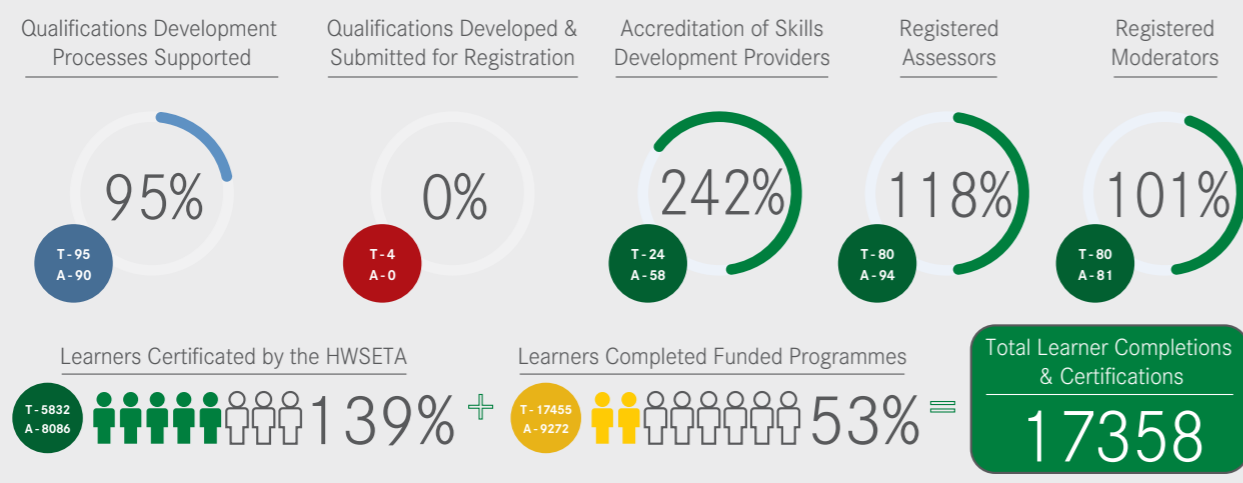 Qualifications Development
Processes Supported
Qualifications Developed &
Submitted for Registration
Accreditation of Skills
Development Providers
Registered
Assessors
Registered
Moderators
95%
T - 95
A - 90
0%
T - 4
A - 0
242%
T - 24
A - 58
118%
T - 80
A - 94
101%
T - 80
A - 81
Learners Certificated by the HWSETA
T - 5832
A - 8086
139%
+
Learners Completed Funded Programmes
T - 17455
A - 9272
53%
=
Total Learner Completions
& Certifications
17358